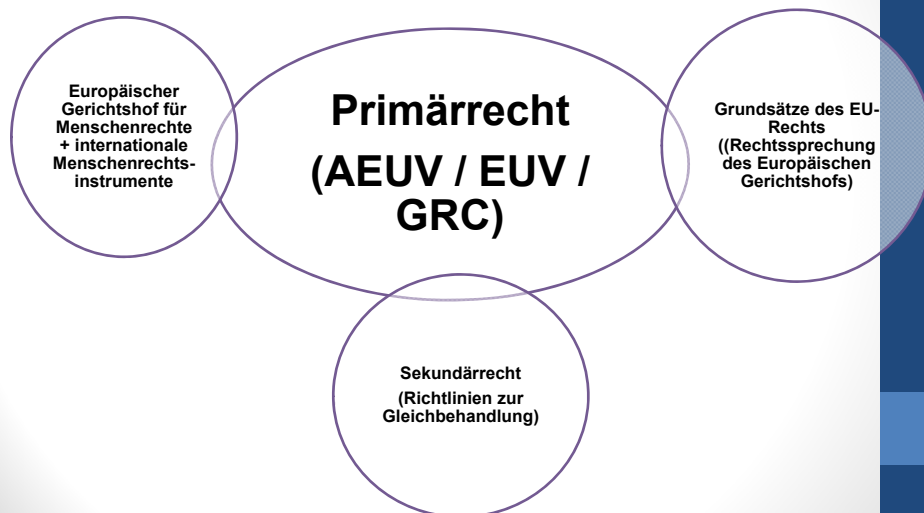 Europäischer
Gerichtshof für
Menschenrechte
+ internationale
Menschenrechts-
instrumente
Primärrecht
(AEUV / EUV /
GRC)
Grundsätze des EU-
Rechts
((Rechtssprechung
des Europäischen
Gerichtshofs)
Sekundärrecht
(Richtlinien zur
Gleichbehandlung)